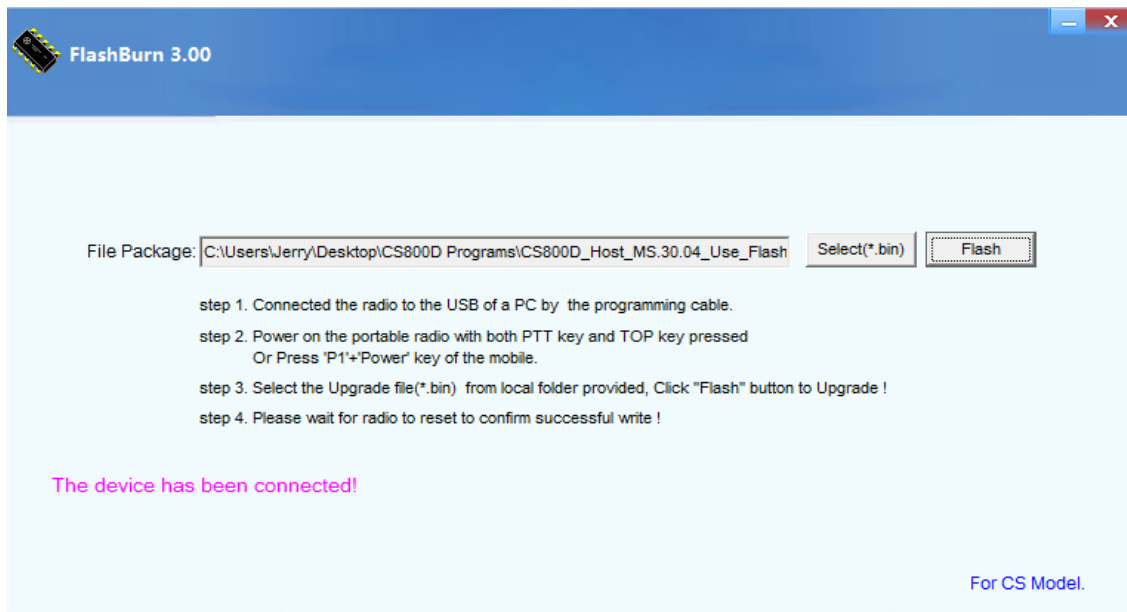 FlashBurn 3.00
File Package: C:\Users\Jerry\Desktop\CS800D Programs\CS800D_Host_MS.30.04_Use_Flash Select(*.bin) Flash
step 1. Connected the radio to the USB of a PC by the programming cable.
step 2. Power on the portable radio with both PTT key and TOP key pressed
Or Press 'P1'+'Power' key of the mobile.
step 3. Select the Upgrade file(*.bin) from local folder provided, Click "Flash" button to Upgrade !
step 4. Please wait for radio to reset to confirm successful write !
The device has been connected!
For CS Model.